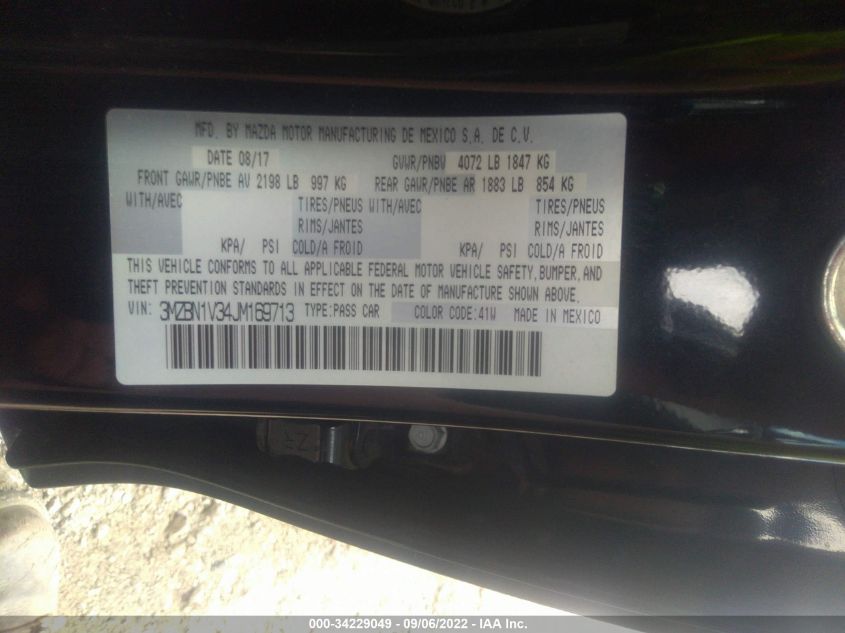 MFD. BY MAZDA MOTOR MANUFACTURING DE MEXICO S.A. DE C.V.
DATE 08/17 GVWR/PNBV 4072 LB 1847 KG
FRONT GAWR/PNBE AV 2198 LB 997 KG REAR GAWR/PNBE AR 1883 LB 854 KG
WITH/AVEC TIRES/PNEUS WITH/AVEC TIRES/PNEUS
RIMS/JANTES RIMS/JANTES
KPA/ PSI COLD/A FROID KPA/ PSI COLD/A FROID
THIS VEHICLE CONFORMS TO ALL APPLICABLE FEDERAL MOTOR VEHICLE SAFETY, BUMPER, AND
THEFT PREVENTION STANDARDS IN EFFECT ON THE DATE OF MANUFACTURE SHOWN ABOVE.
VIN: 3MZBN1V34JM169713 TYPE:PASS CAR COLOR CODE:41W MADE IN MEXICO
000-34229049 - 09/06/2022 - IAA Inc.